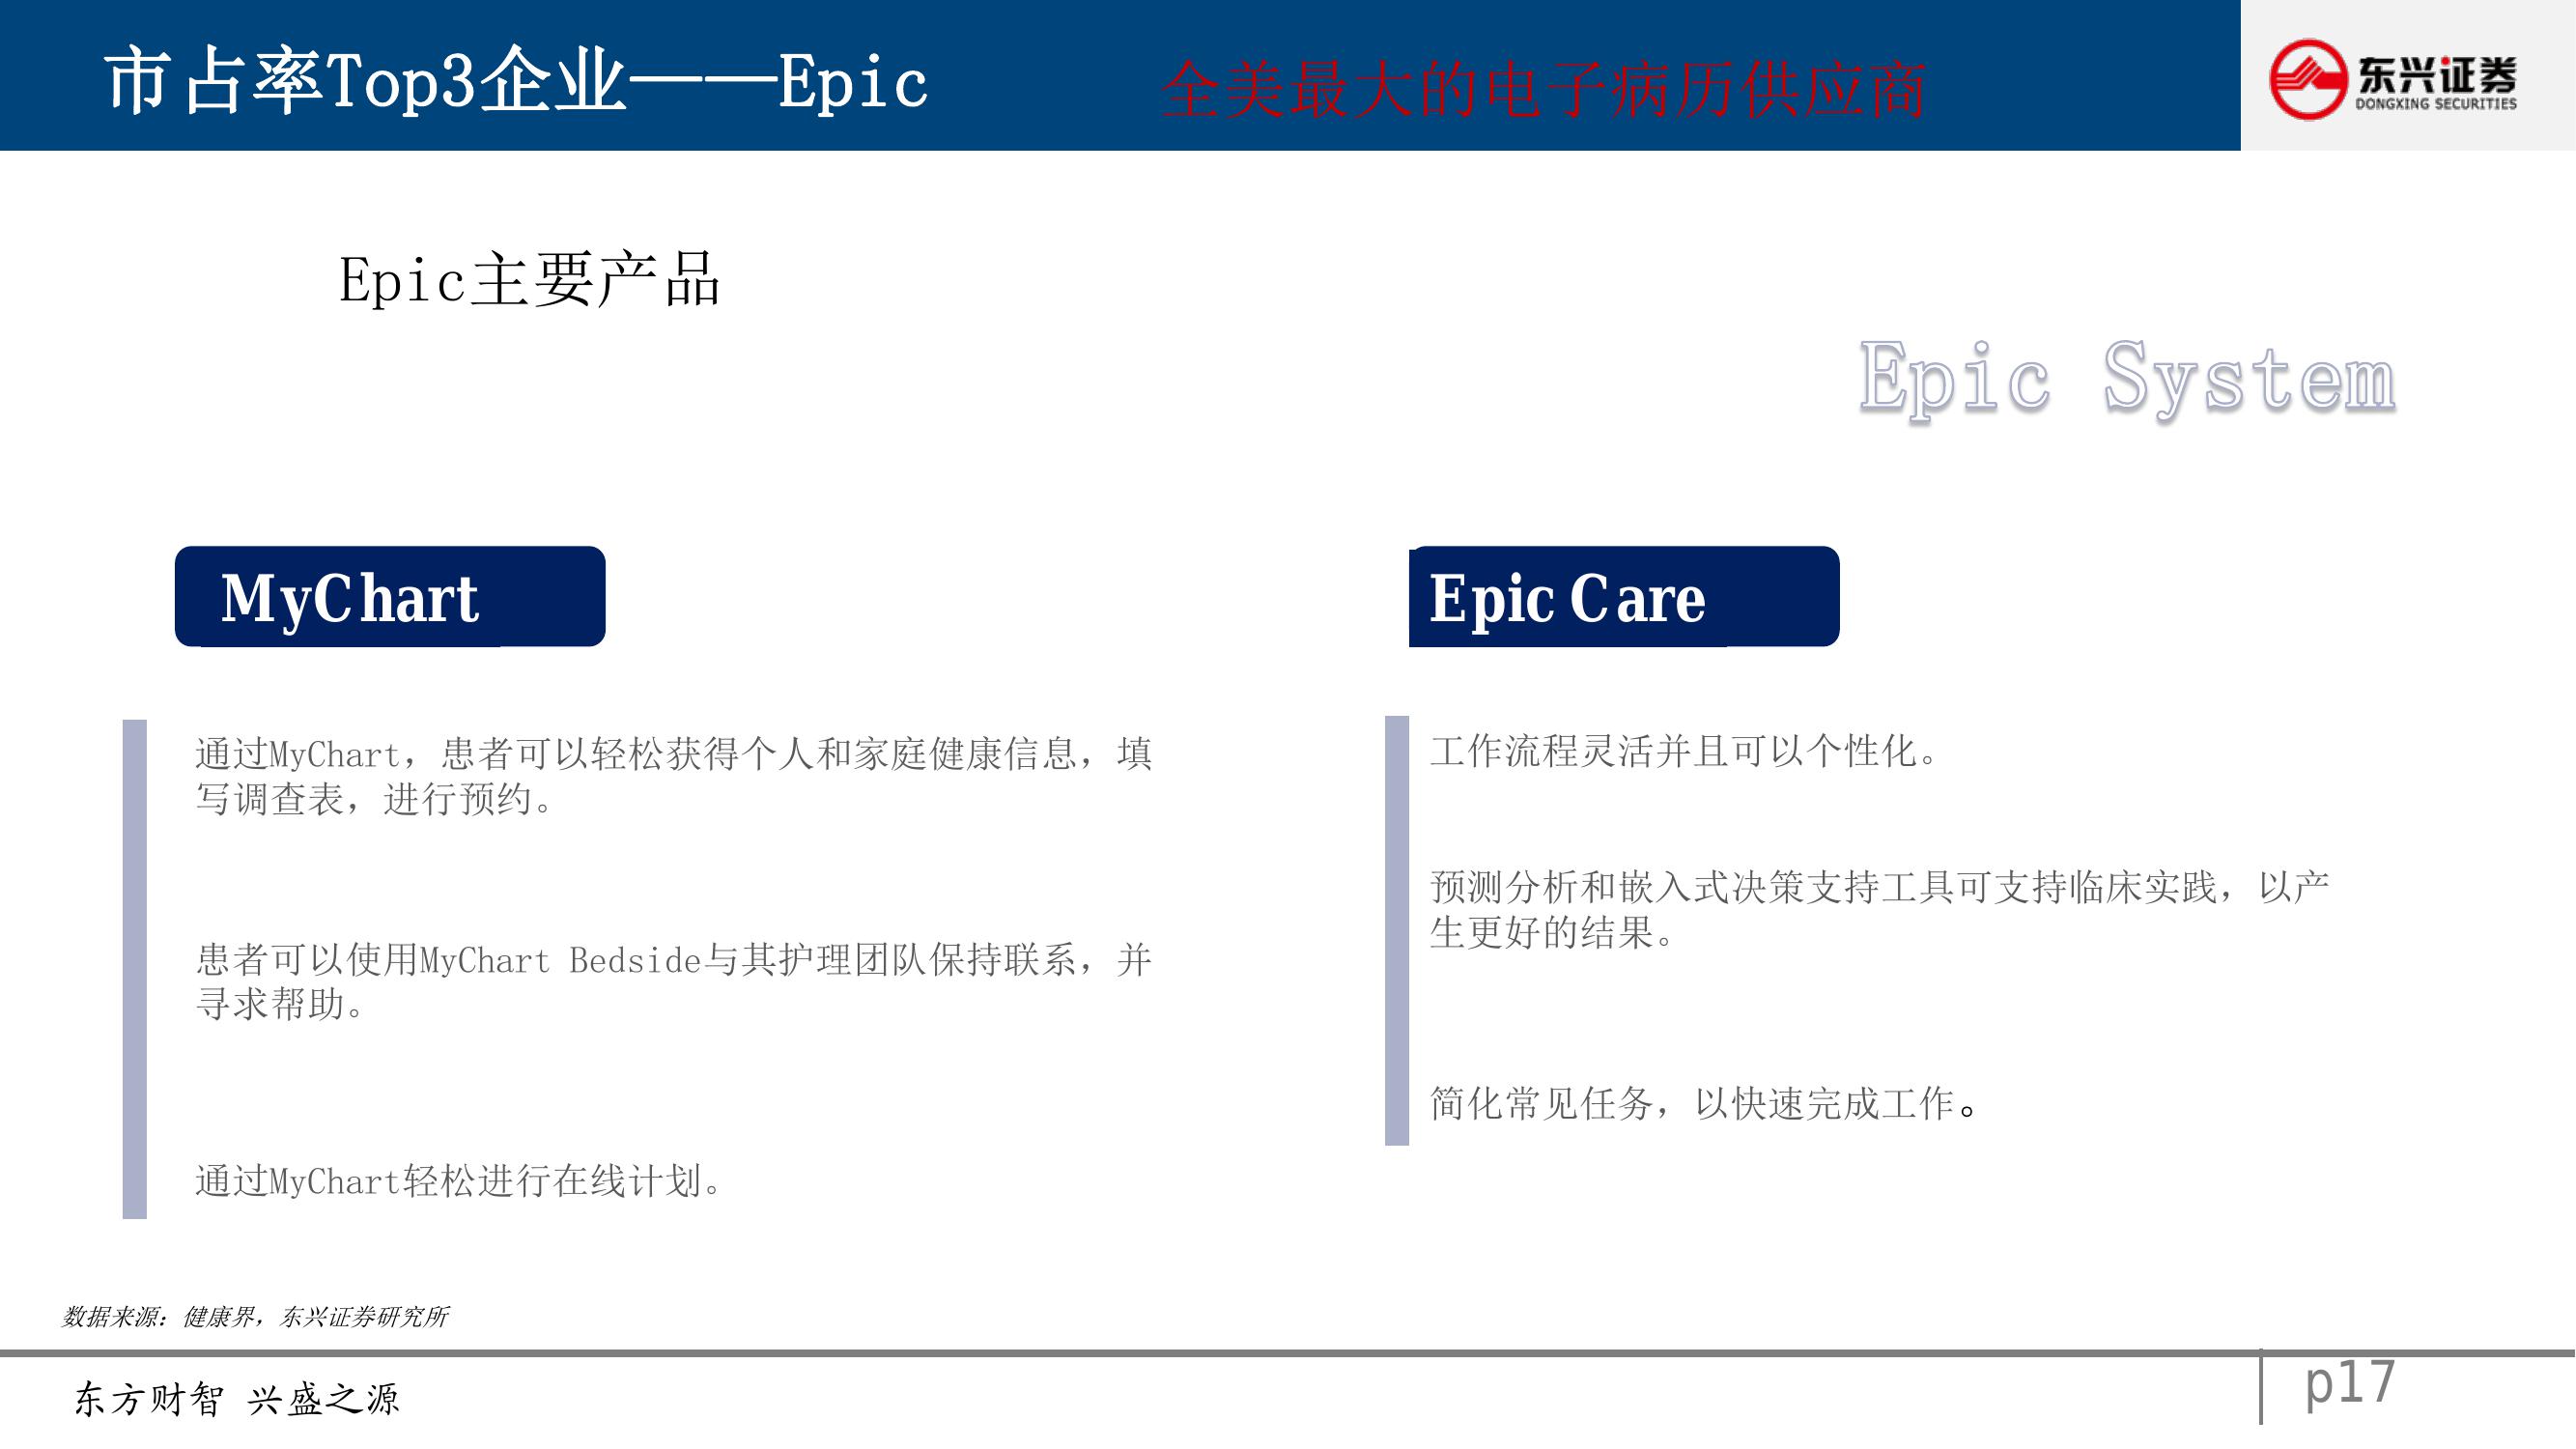 市占率Top3企业——Epic
全美最大的电子病历供应商
东兴证券
DONGXING SECURITIES
Epic主要产品
Epic System
MyChart
通过MyChart，患者可以轻松获得个人和家庭健康信息，填
写调查表，进行预约。
患者可以使用MyChart Bedside与其护理团队保持联系，并
寻求帮助。
通过MyChart轻松进行在线计划。
Epic Care
工作流程灵活并且可以个性化。
预测分析和嵌入式决策支持工具可支持临床实践，以产
生更好的结果。
简化常见任务，以快速完成工作。
数据来源：健康界，东兴证券研究所
东方财智 兴盛之源
p17